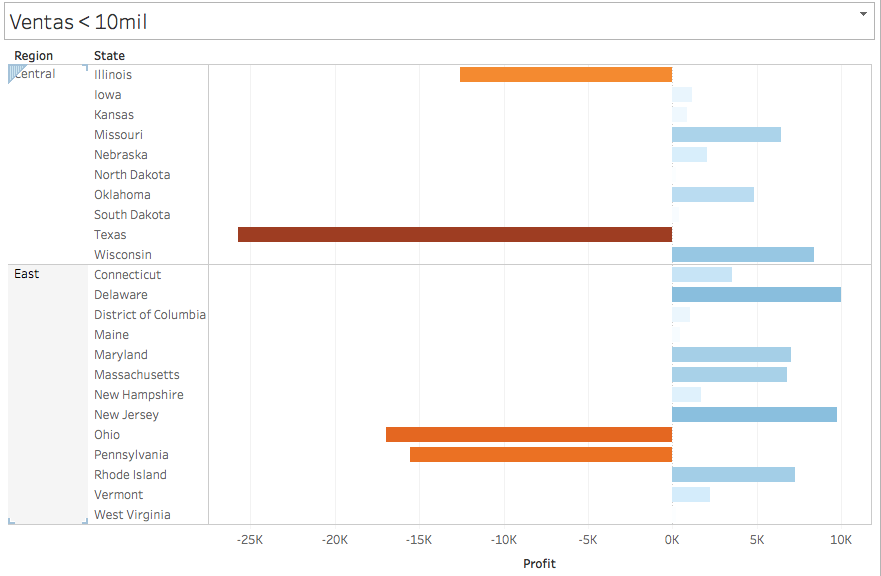 Ventas < 10mil
Region State
Central Illinois
Iowa
Kansas
Missouri
Nebraska
North Dakota
Oklahoma
South Dakota
Texas
Wisconsin
East Connecticut
Delaware
District of Columbia
Maine
Maryland
Massachusetts
New Hampshire
New Jersey
Ohio
Pennsylvania
Rhode Island
Vermont
West Virginia
-25K -20K -15K -10K -5K 0K 5K 10K
Profit